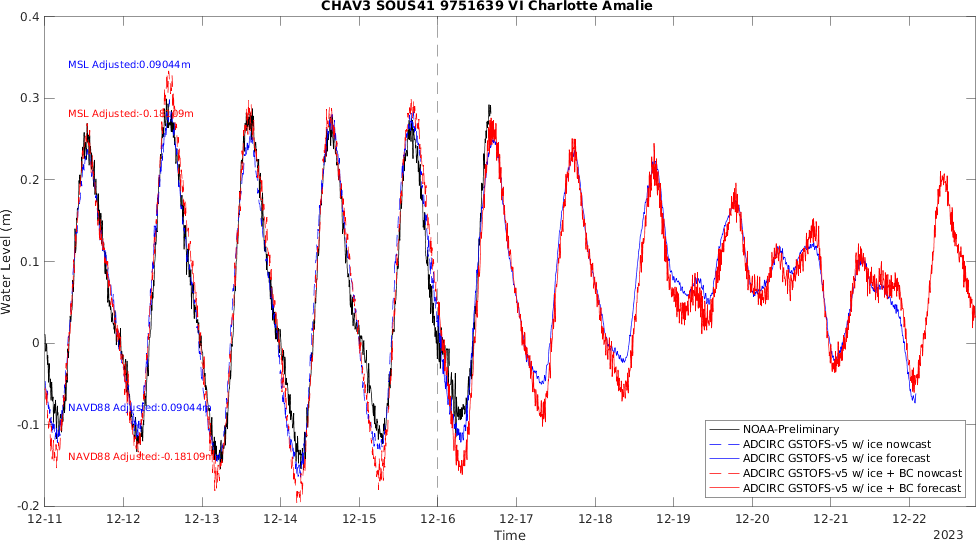 CHAV3 SOUS41 9751639 VI Charlotte Amalie
0.4
MSL Adjusted:0.09044m
0.3
MSL Adjusted:-0.18109m
0.2
Water Level (m)
0.1
0
NAVD88 Adjusted:0.09044m
-0.1
NAVD88 Adjusted:-0.18109m
-0.2
NOAA-Preliminary
ADCIRC GSTOFS-v5 w/ ice nowcast
ADCIRC GSTOFS-v5 w/ ice forecast
ADCIRC GSTOFS-v5 w/ ice + BC nowcast
ADCIRC GSTOFS-v5 w/ ice + BC forecast
12-11 12-12 12-13 12-14 12-15 12-16 12-17 12-18 12-19 12-20 12-21 12-22
Time
2023